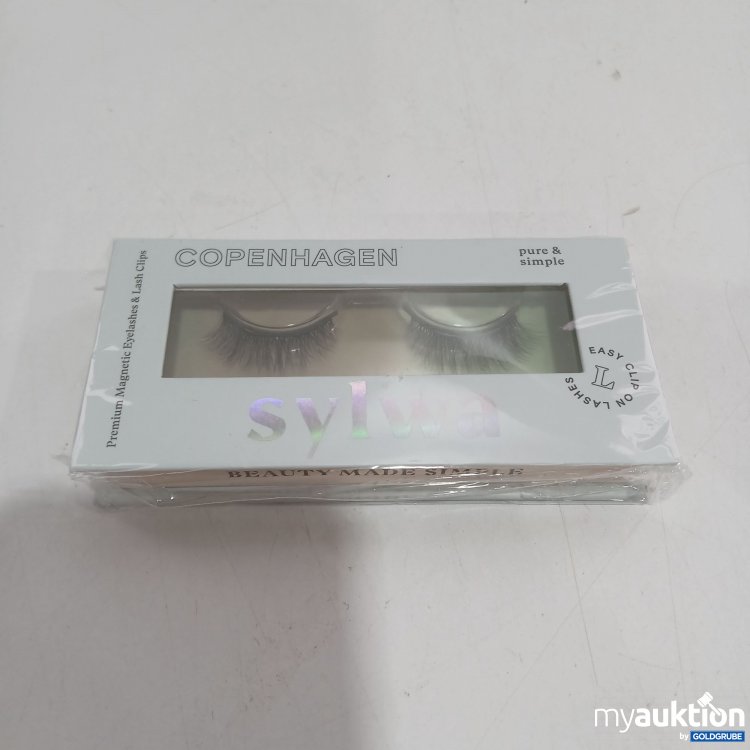 COPENHAGEN
pure &
simple
Premium Magnetic Eyelashes & Lash Clips
EASY CLIP ON LASHES
L
sylwa
BEAUTY MADE SIMPLE
myauktion
by GOLDGRUBE